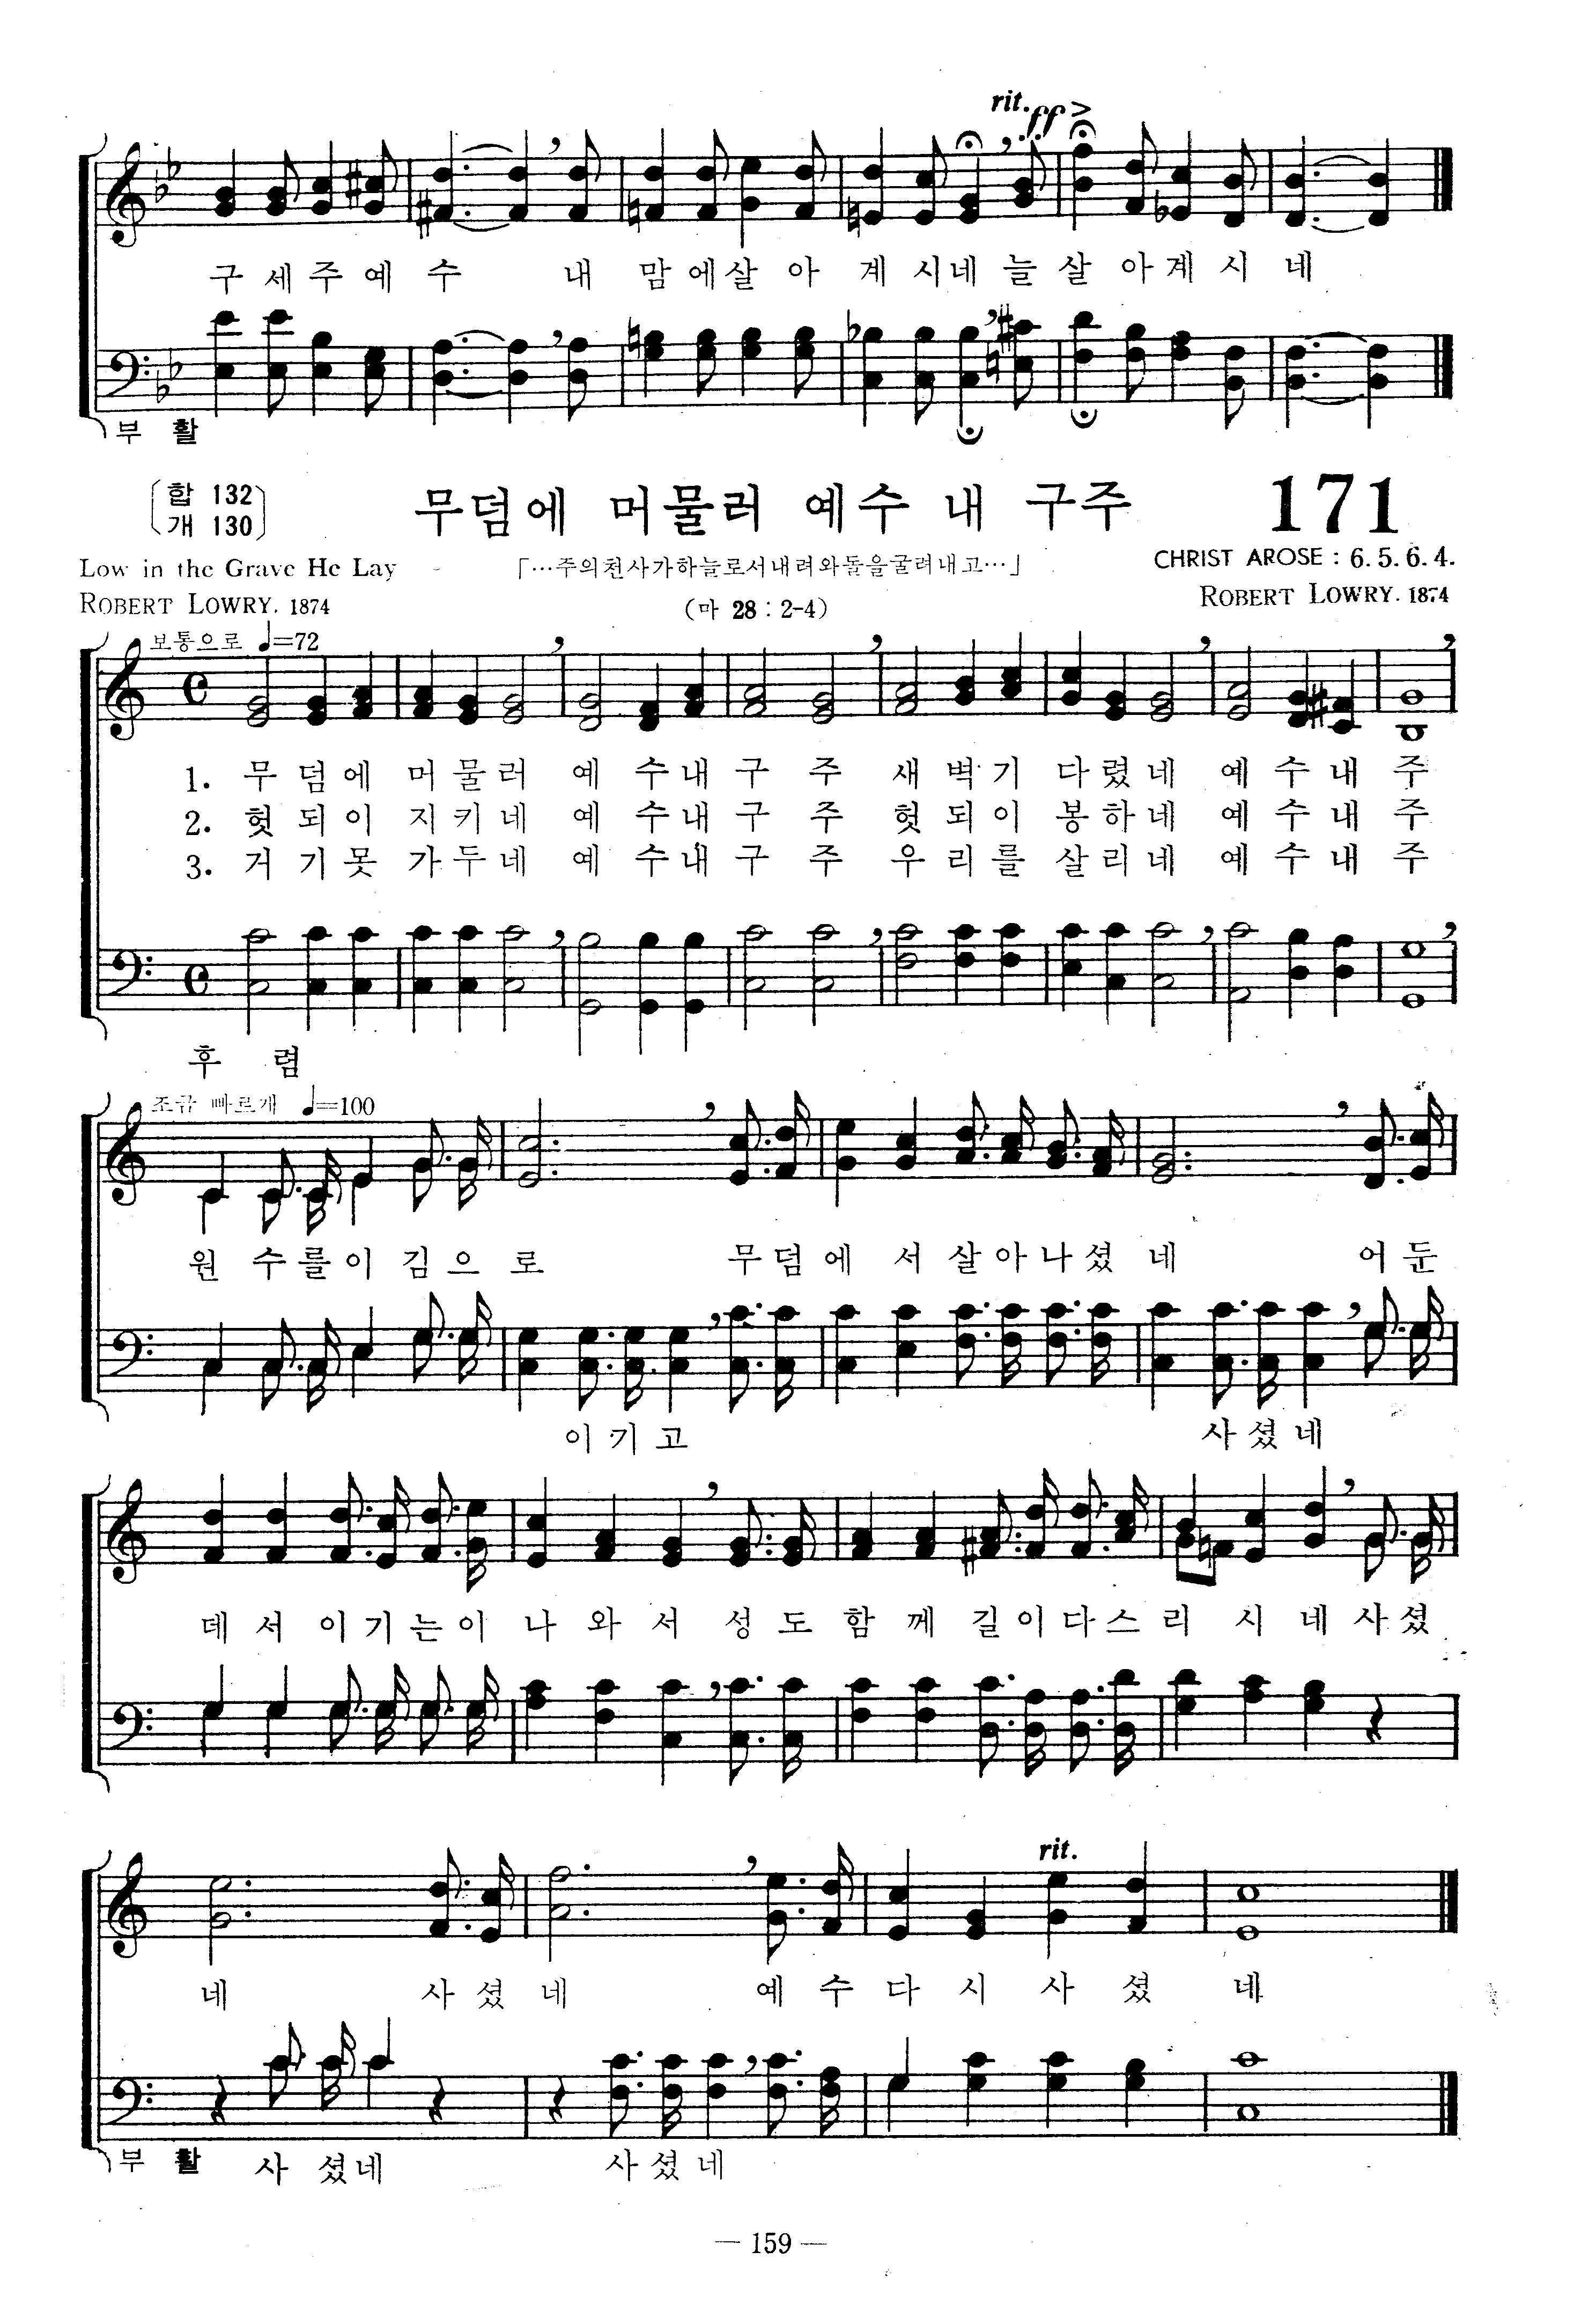 rit. ff
구 세 주 예 수 내 맘 에 살 아 계 시 네 늘 살 아 계 시 네
부 활
합 132
개 130
무덤에 머물러 예수 내 구주 171
Low in the Grave He Lay 「…주의천사가하늘로서내려와돌을굴려내고…」 CHRIST AROSE : 6. 5. 6. 4.
ROBERT LOWRY. 1874 (마 28 : 2-4) ROBERT LOWRY. 1874
보통으로 ♩=72
1. 무 덤 에 머 물 러 예 수 내 구 주 새 벽 기 다 렸 네 예 수 내 주
2. 헛 되 이 지 키 네 예 수 내 구 주 헛 되 이 봉 하 네 예 수 내 주
3. 거 기 못 가 두 네 예 수 내 구 주 우 리 를 살 리 네 예 수 내 주
후 렴
조금 빠르게 ♩=100
원 수 를 이 김 으 로 무 덤 에 서 살 아 나 셨 네 어 둔
이 기 고 사 셨 네
데 서 이 기 는 이 나 와 서 성 도 함 께 길 이 다 스 리 시 네 사 셨
rit.
네 사 셨 네 예 수 다 시 사 셨 네
부 활 사 셨 네 사 셨 네
— 159 —